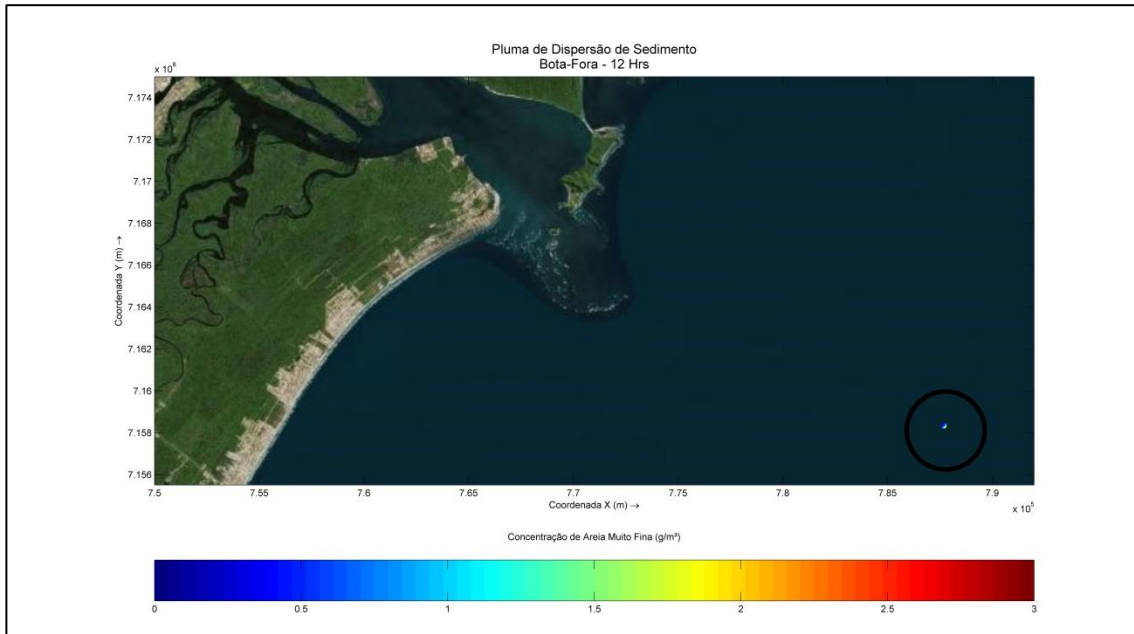 Pluma de Dispersão de Sedimento
Bota-Fora - 12 Hrs
x 10⁶
7.174
7.172
7.17
7.168
7.166
7.164
7.162
7.16
7.158
7.156
Coordenada Y (m) →
7.5 7.55 7.6 7.65 7.7 7.75 7.8 7.85 7.9
Coordenada X (m) →
x 10⁵
Concentração de Areia Muito Fina (g/m³)
0 0.5 1 1.5 2 2.5 3